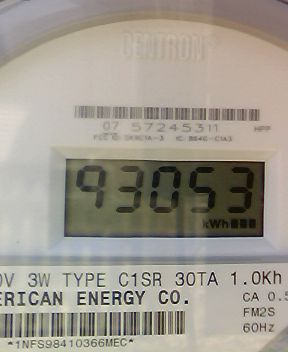 CENTRON
07 57245311 HPP
93053
kWh
0V 3W TYPE C1SR 30TA 1.0Kh
ERICAN ENERGY CO.
CA 0.5
FM2S
60Hz
*1NFS98410366MEC*